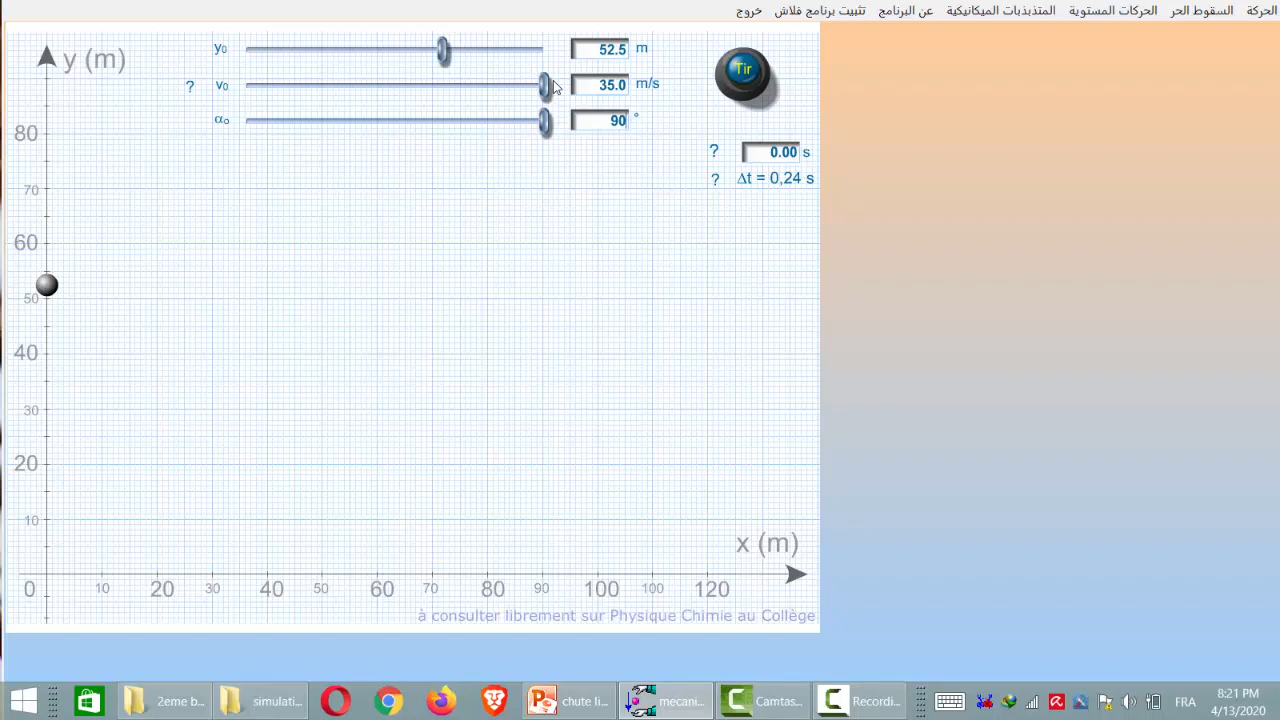 الحركة السقوط الحر الحركات المستوية المتذبذبات الميكانيكية عن البرنامج تثبيت برنامج فلاش خروج
y (m)
y₀ 52.5 m
? v₀ 35.0 m/s
α₀ 90 °
Tir
? 0.00 s
? Δt = 0,24 s
80
70
60
50
40
30
20
10
x (m)
0 10 20 30 40 50 60 70 80 90 100 100 120
à consulter librement sur Physique Chimie au Collège
2eme b... simulati... chute li... mecani... Camtas... Recordi... FRA 8:21 PM
4/13/2020